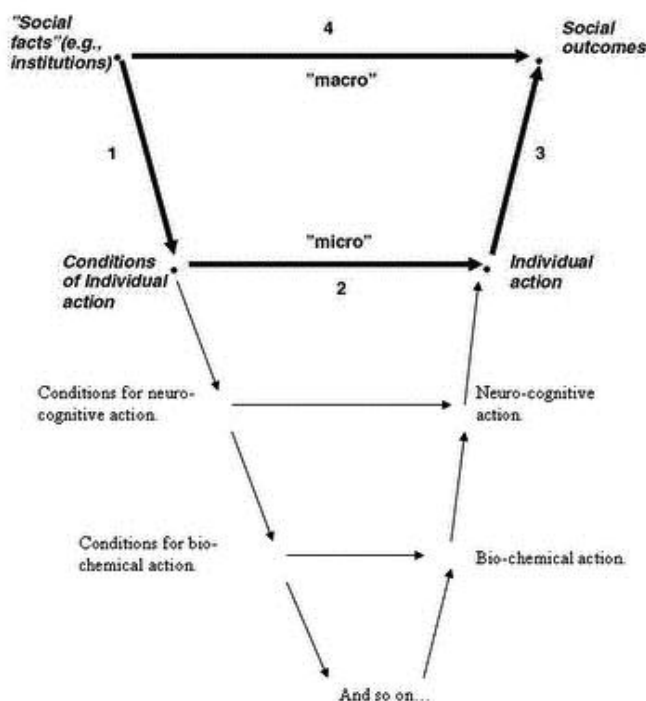 "Social
facts"(e.g.,
institutions)
4
Social
outcomes
"macro"
1
3
"micro"
Conditions
of Individual
action
2
Individual
action
Conditions for neuro-
cognitive action.
Neuro-cognitive
action.
Conditions for bio-
chemical action.
Bio-chemical action.
And so on…